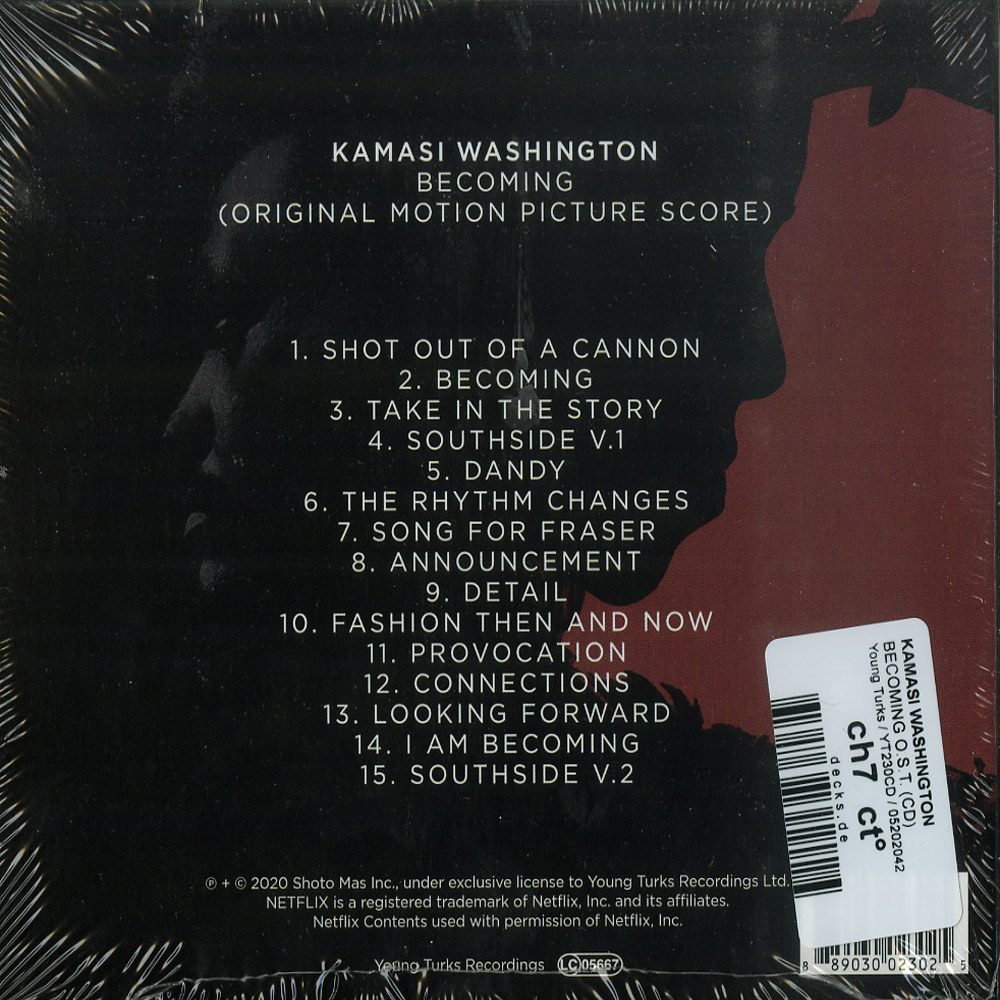 KAMASI WASHINGTON
BECOMING
(ORIGINAL MOTION PICTURE SCORE)
1. SHOT OUT OF A CANNON
2. BECOMING
3. TAKE IN THE STORY
4. SOUTHSIDE V.1
5. DANDY
6. THE RHYTHM CHANGES
7. SONG FOR FRASER
8. ANNOUNCEMENT
9. DETAIL
10. FASHION THEN AND NOW
11. PROVOCATION
12. CONNECTIONS
13. LOOKING FORWARD
14. I AM BECOMING
15. SOUTHSIDE V.2
℗ + © 2020 Shoto Mas Inc., under exclusive license to Young Turks Recordings Ltd.
NETFLIX is a registered trademark of Netflix, Inc. and its affiliates.
Netflix Contents used with permission of Netflix, Inc.
Young Turks Recordings LC05667
KAMASI WASHINGTON
BECOMING O.S.T. (CD)
Young Turks / YT230CD / 05202042
ch7 ct°
decks.de
8 89030 02302 5